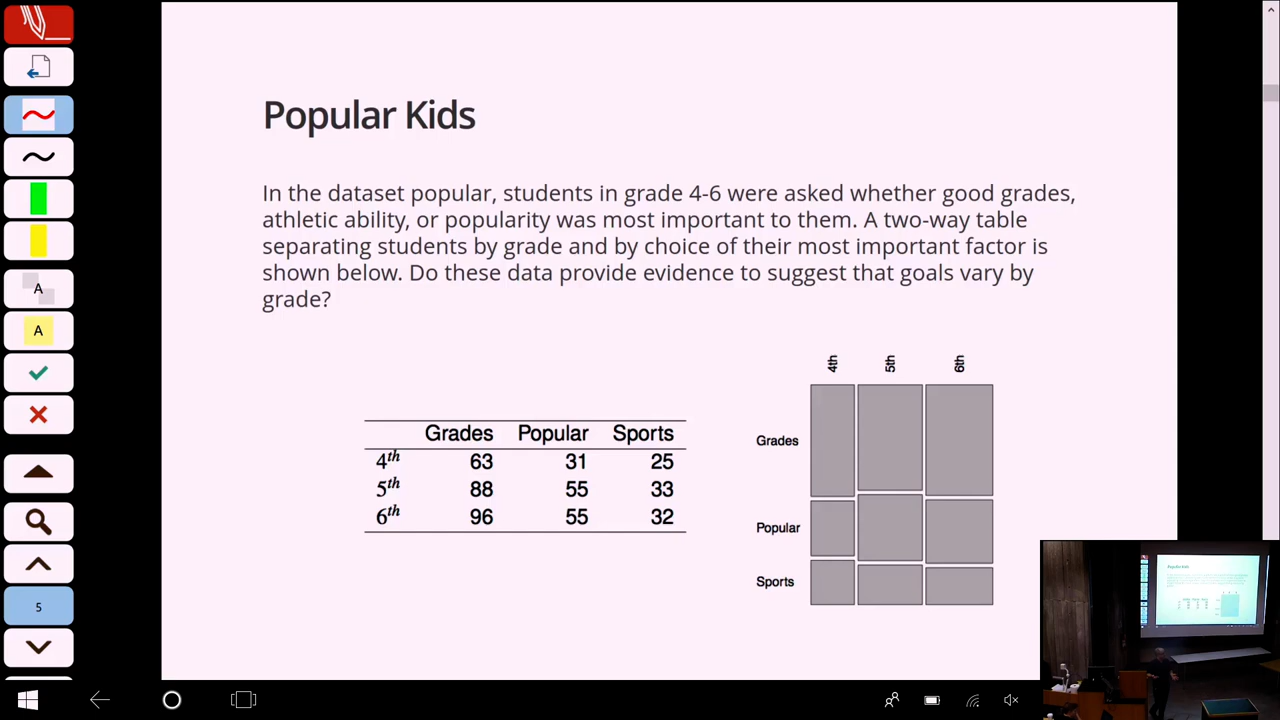 Popular Kids
In the dataset popular, students in grade 4-6 were asked whether good grades,
athletic ability, or popularity was most important to them. A two-way table
separating students by grade and by choice of their most important factor is
shown below. Do these data provide evidence to suggest that goals vary by
grade?
Grades Popular Sports
4th 63 31 25
5th 88 55 33
6th 96 55 32
4th 5th 6th
Grades
Popular
Sports
A
A
5
Popular Kids